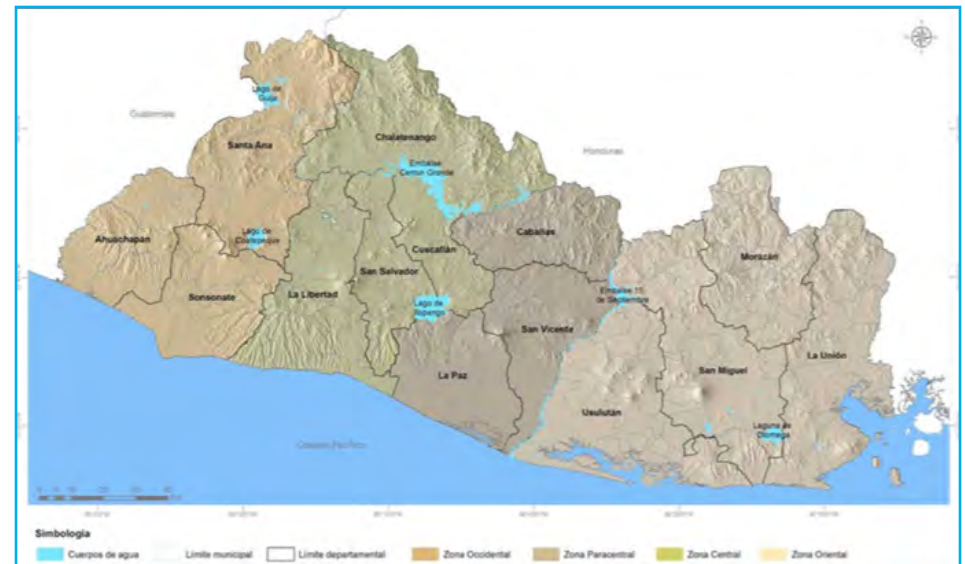 Guatemala
Honduras
Lago de
Güija
Santa Ana
Chalatenango
Embalse
Cerron Grande
Ahuachapán
Lago de
Coatepeque
Sonsonate
La Libertad
San Salvador
Cuscatlán
Lago de
Ilopango
Cabañas
Embalse 15
de Septiembre
San Vicente
La Paz
Usulután
Morazán
San Miguel
La Unión
Laguna de
Olomega
Océano Pacífico
Simbología
Cuerpos de agua
Límite municipal
Límite departamental
Zona Occidental
Zona Paracentral
Zona Central
Zona Oriental